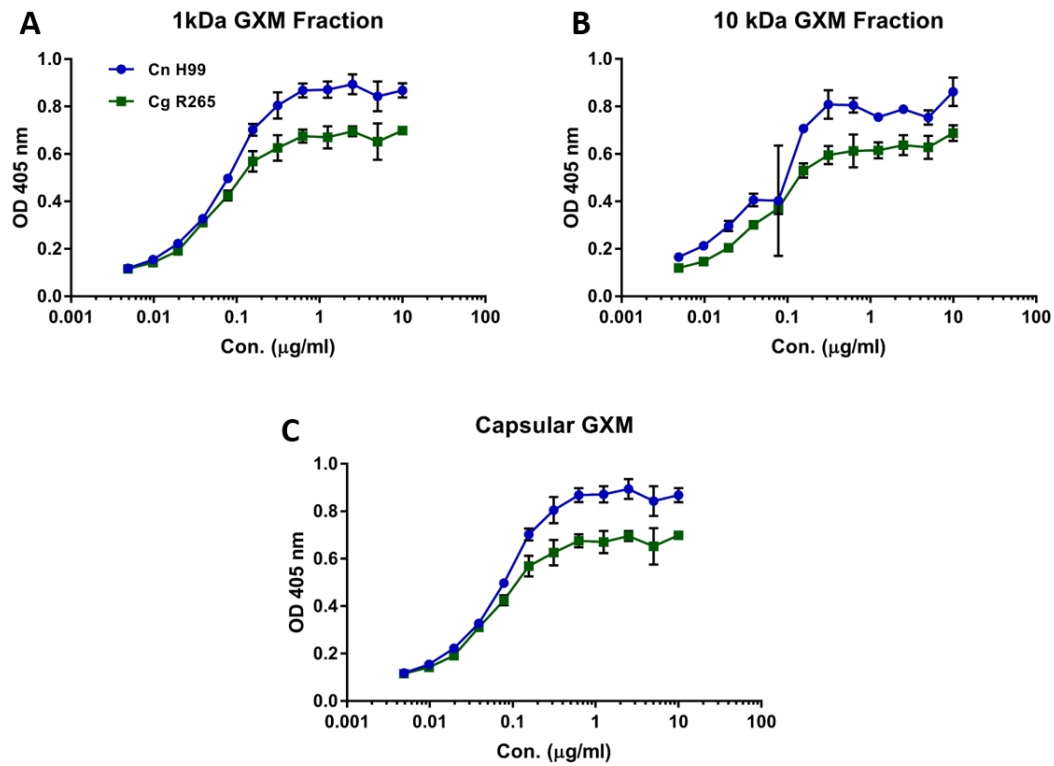 A
1kDa GXM Fraction
Cn H99
Cg R265
OD 405 nm
1.0
0.8
0.6
0.4
0.2
0.0
0.001 0.01 0.1 1 10 100
Con. (μg/ml)
B
10 kDa GXM Fraction
OD 405 nm
1.0
0.8
0.6
0.4
0.2
0.0
0.001 0.01 0.1 1 10 100
Con. (μg/ml)
C
Capsular GXM
OD 405 nm
1.0
0.8
0.6
0.4
0.2
0.0
0.001 0.01 0.1 1 10 100
Con. (μg/ml)